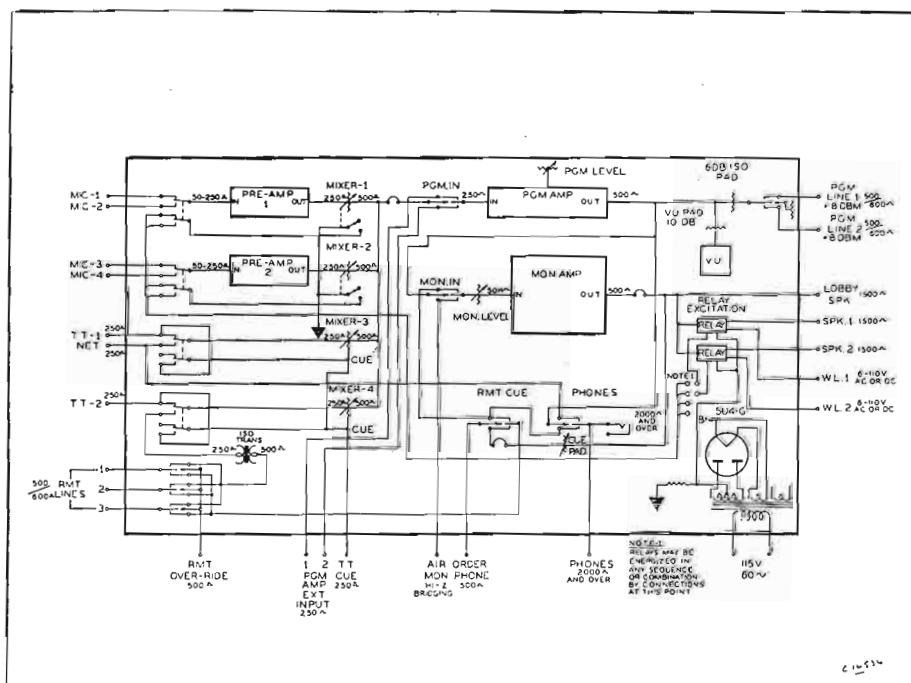 MIC-1
MIC-2
50-250Ω
PRE-AMP
1
OUT
MIXER-1
250Ω
500Ω
PGM.IN
250Ω
PGM LEVEL
IN
PGM AMP
OUT
500Ω
6DB ISO
PAD
VU PAD
10 DB
VU
PGM
LINE 1 500
+8DBM 600Ω
PGM
LINE 2 500
+8DBM 600Ω
MIC-3
MIC-4
50-250Ω
IN
PRE-AMP
2
OUT
MIXER-2
250Ω
500Ω
MON.IN
MON.LEVEL
IN
MON.AMP
OUT
500Ω
LOBBY
SPK 1500Ω
RELAY
EXCITATION
RELAY
RELAY
SPK.1 1500Ω
SPK.2 1500Ω
250Ω
TT-1
NET
250Ω
MIXER-3
250Ω
500Ω
CUE
NOTE 1
WL.1 6-110V
AC OR DC
WL.2 6-110V
AC OR DC
250Ω
TT-2
MIXER-4
250Ω
500Ω
CUE
RMT CUE
PHONES
2000Ω
AND
OVER
CUE
PAD
5U4-G
B+
ISO
TRANS
250Ω
500Ω
500
600Ω
RMT
LINES
1
2
3
RMT
OVER-RIDE
500Ω
1 2
PGM
AMP
EXT
INPUT
250Ω
TT
CUE
250Ω
AIR
MON
HI-Z
BRIDGING
ORDER
PHONE
500Ω
PHONES
2000Ω
AND OVER
NOTE-1
RELAYS MAY BE
ENERGIZED IN
ANY SEQUENCE
OR COMBINATION
BY CONNECTIONS
AT THIS POINT
115V
60~